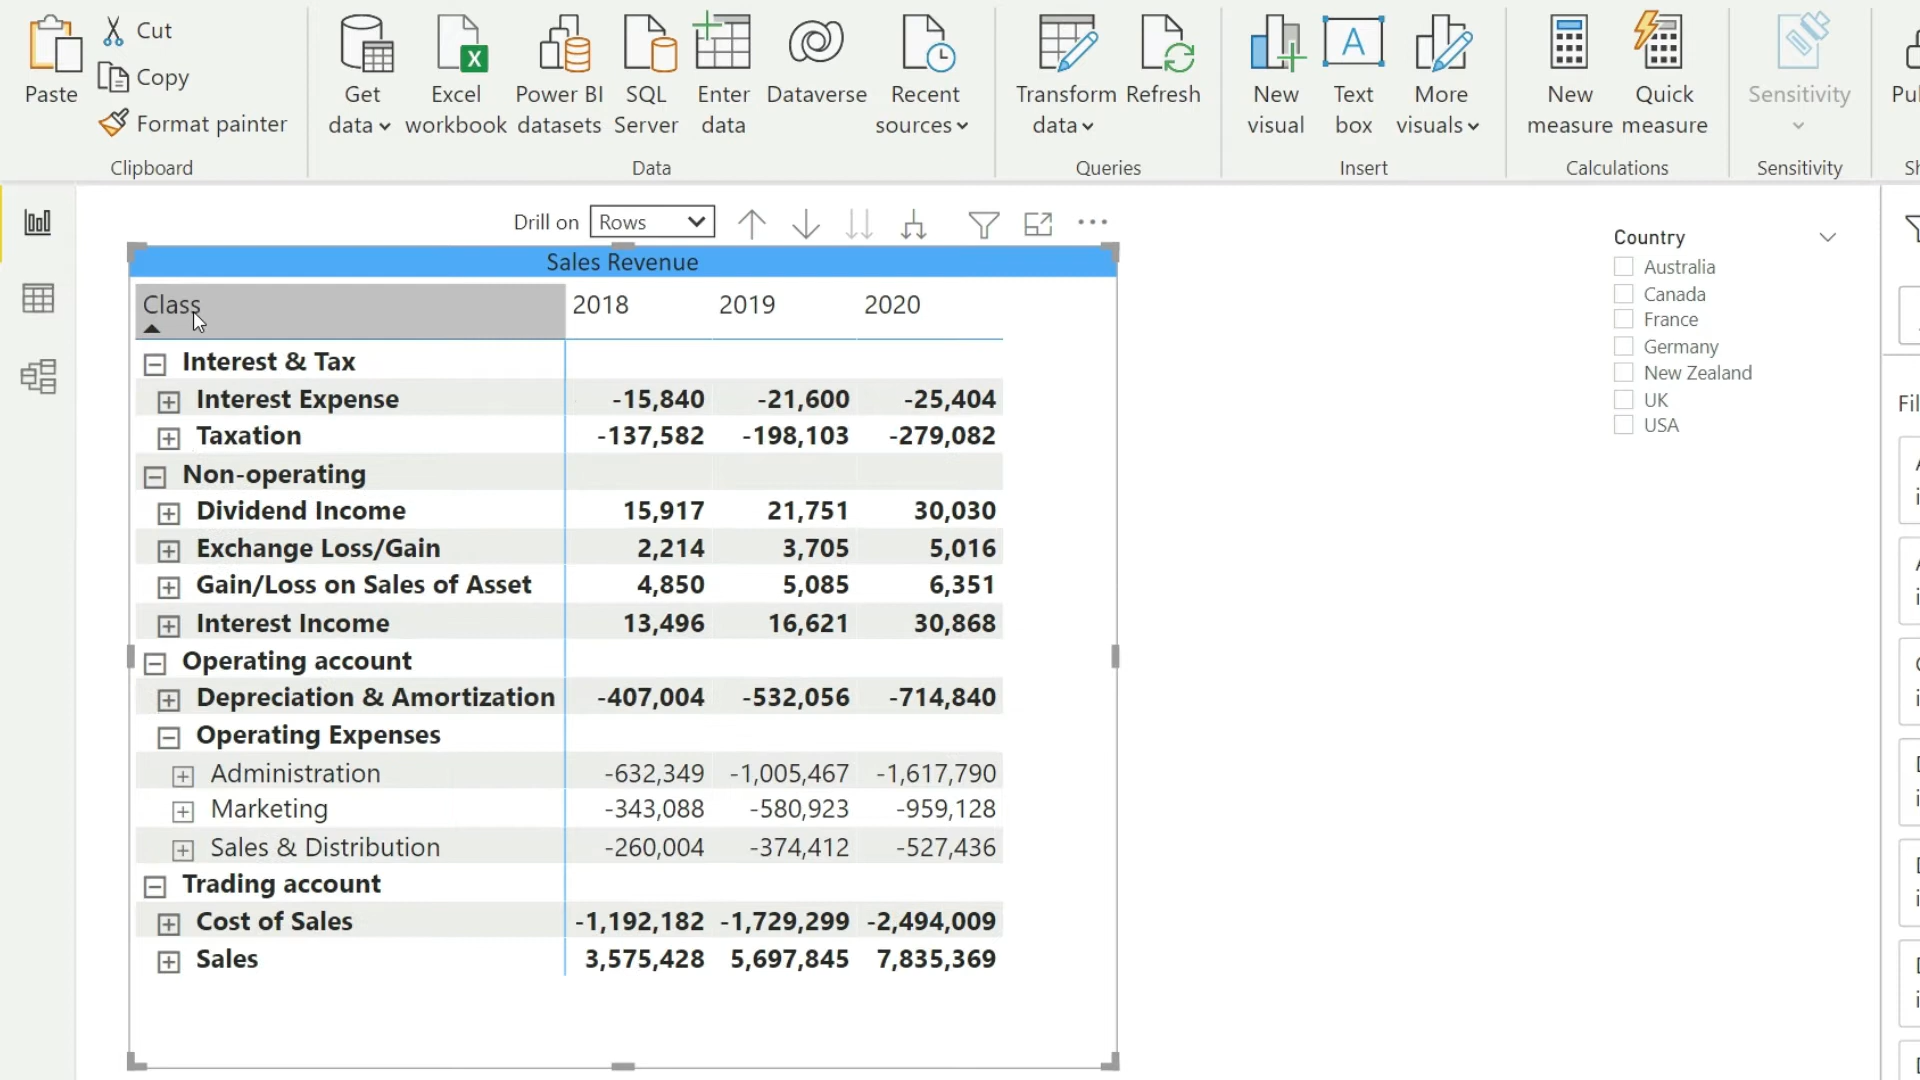 Paste
Cut
Copy
Format painter
Clipboard
Get data
Excel workbook
Power BI datasets
SQL Server
Enter data
Dataverse
Recent sources
Data
Transform data
Refresh
Queries
New visual
Text box
More visuals
Insert
New measure
Quick measure
Calculations
Sensitivity
Sensitivity
Drill on Rows
Sales Revenue
Class 2018 2019 2020
Interest & Tax
Interest Expense -15,840 -21,600 -25,404
Taxation -137,582 -198,103 -279,082
Non-operating
Dividend Income 15,917 21,751 30,030
Exchange Loss/Gain 2,214 3,705 5,016
Gain/Loss on Sales of Asset 4,850 5,085 6,351
Interest Income 13,496 16,621 30,868
Operating account
Depreciation & Amortization -407,004 -532,056 -714,840
Operating Expenses
Administration -632,349 -1,005,467 -1,617,790
Marketing -343,088 -580,923 -959,128
Sales & Distribution -260,004 -374,412 -527,436
Trading account
Cost of Sales -1,192,182 -1,729,299 -2,494,009
Sales 3,575,428 5,697,845 7,835,369
Country
Australia
Canada
France
Germany
New Zealand
UK
USA